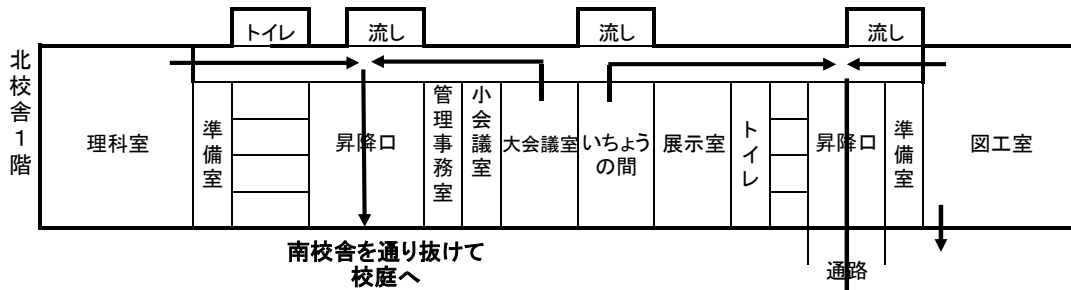 トイレ
流し
流し
流し
北校舎1階
理科室
準備室
昇降口
管理事務室
小会議室
大会議室
いちょう
の間
展示室
トイレ
昇降口
準備室
図工室
南校舎を通り抜けて
校庭へ
通路